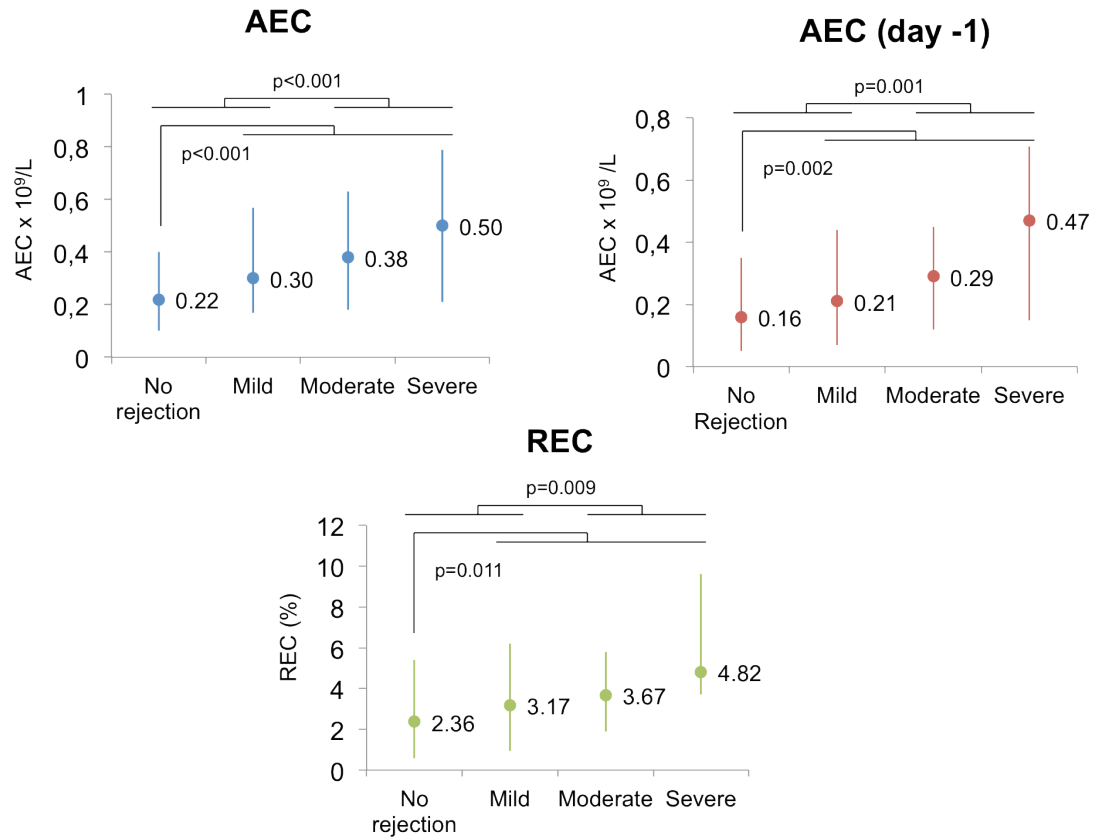 AEC
p<0.001
p<0.001
1
0,8
0,6
0,4
0,2
0
AEC x 10⁹/L
0.22
0.30
0.38
0.50
No
rejection
Mild
Moderate
Severe
AEC (day -1)
p=0.001
p=0.002
0,8
0,6
0,4
0,2
0
AEC x 10⁹ /L
0.16
0.21
0.29
0.47
No
Rejection
Mild
Moderate
Severe
REC
p=0.009
p=0.011
12
10
8
6
4
2
0
REC (%)
2.36
3.17
3.67
4.82
No
rejection
Mild
Moderate
Severe